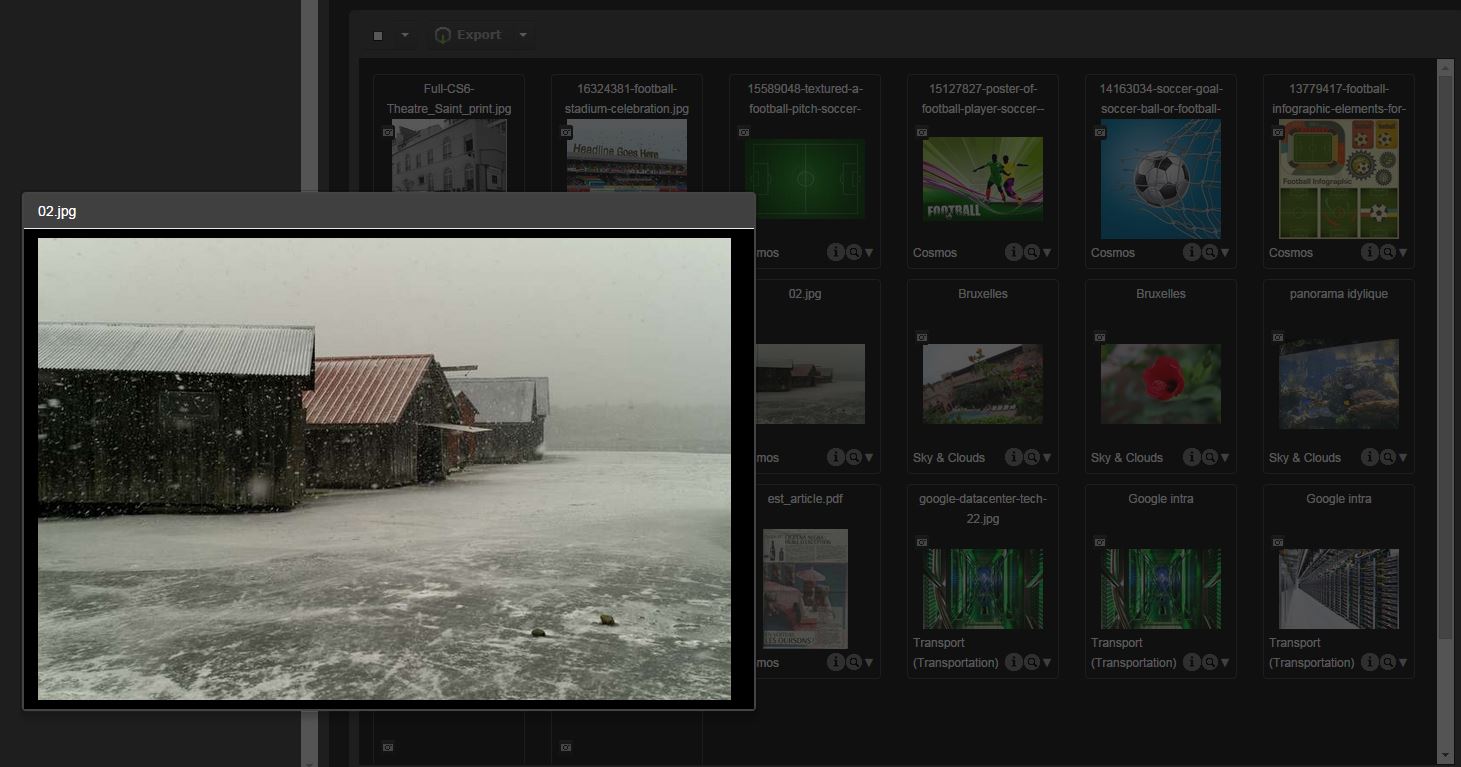 Export
Full-CS6-
Theatre_Saint_print.jpg
16324381-football-
stadium-celebration.jpg
15589048-textured-a-
football-pitch-soccer-
15127827-poster-of-
football-player-soccer--
14163034-soccer-goal-
soccer-ball-or-football-
13779417-football-
infographic-elements-for-
Headline Goes Here
FOOTBALL
Football Infographic
mos
Cosmos
Cosmos
Cosmos
02.jpg
02.jpg
Bruxelles
Bruxelles
panorama idylique
mos
Sky & Clouds
Sky & Clouds
Sky & Clouds
est_article.pdf
google-datacenter-tech-
22.jpg
Google intra
Google intra
EN VOITURE
LES OURSONS!
mos
Transport
(Transportation)
Transport
(Transportation)
Transport
(Transportation)